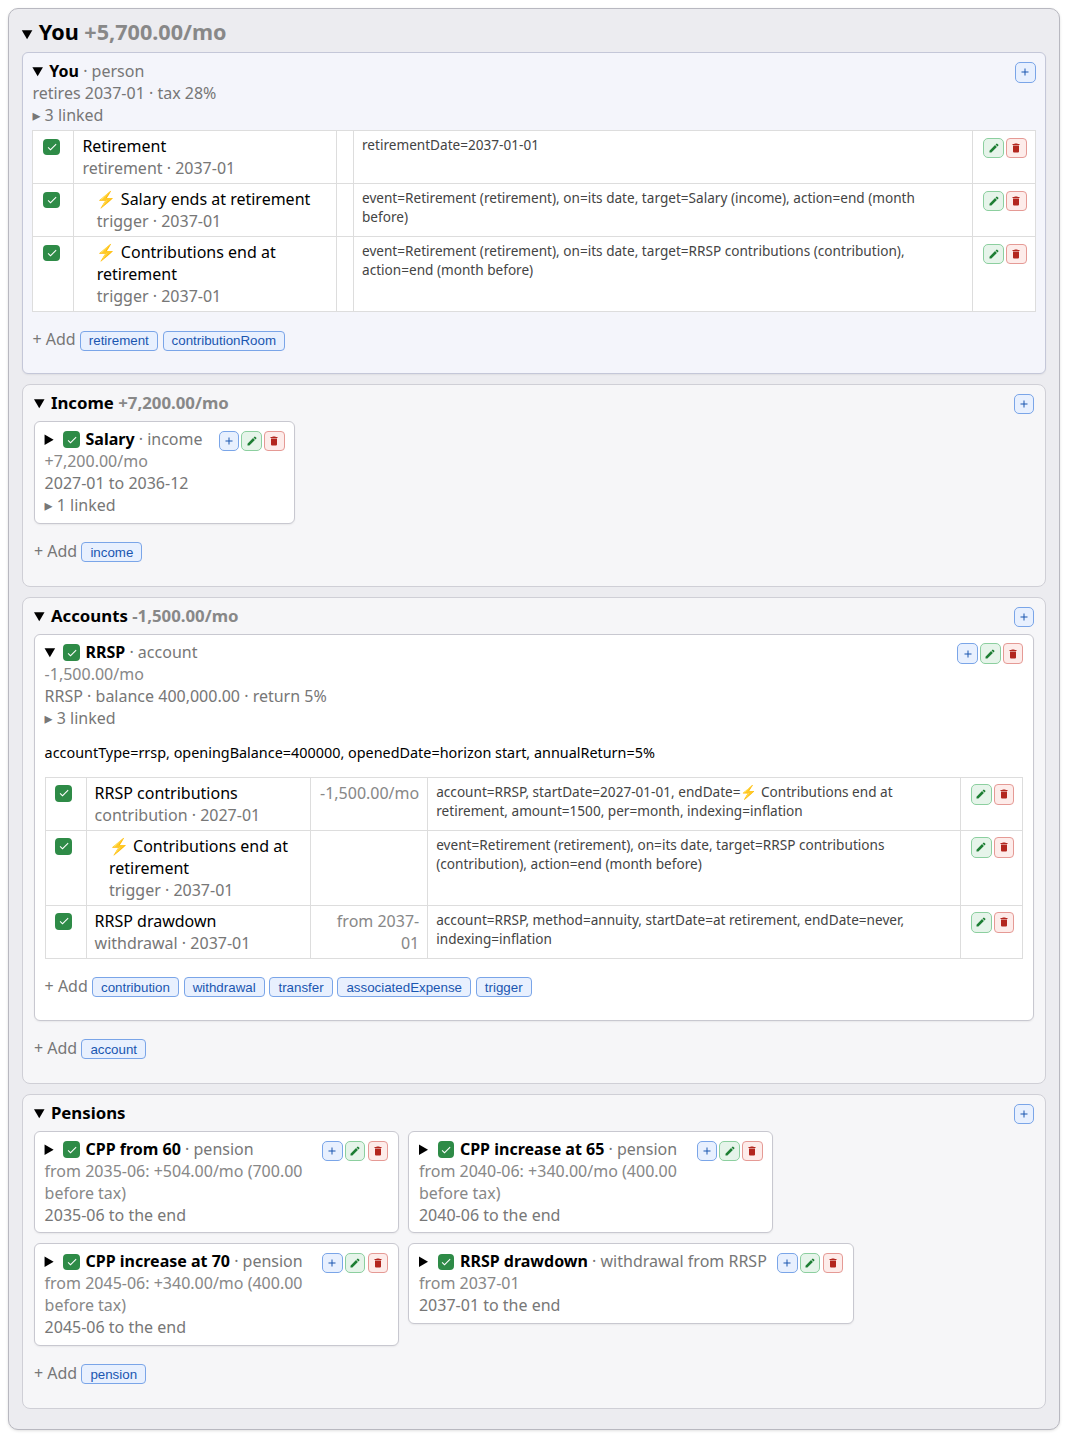 ▼ You +5,700.00/mo
▼ You · person
+
retires 2037-01 · tax 28%
▸ 3 linked
Retirement
retirement · 2037-01
retirementDate=2037-01-01
⚡ Salary ends at retirement
trigger · 2037-01
event=Retirement (retirement), on=its date, target=Salary (income), action=end (month
before)
⚡ Contributions end at
retirement
trigger · 2037-01
event=Retirement (retirement), on=its date, target=RRSP contributions (contribution),
action=end (month before)
+ Add retirement contributionRoom
▼ Income +7,200.00/mo
+
▶ Salary · income
+
+7,200.00/mo
2027-01 to 2036-12
▸ 1 linked
+ Add income
▼ Accounts -1,500.00/mo
+
▼ RRSP · account
+
-1,500.00/mo
RRSP · balance 400,000.00 · return 5%
▸ 3 linked
accountType=rrsp, openingBalance=400000, openedDate=horizon start, annualReturn=5%
RRSP contributions
contribution · 2027-01
-1,500.00/mo
account=RRSP, startDate=2027-01-01, endDate=⚡ Contributions end at
retirement, amount=1500, per=month, indexing=inflation
⚡ Contributions end at
retirement
trigger · 2037-01
event=Retirement (retirement), on=its date, target=RRSP contributions
(contribution), action=end (month before)
RRSP drawdown
withdrawal · 2037-01
from 2037-
01
account=RRSP, method=annuity, startDate=at retirement, endDate=never,
indexing=inflation
+ Add contribution withdrawal transfer associatedExpense trigger
+ Add account
▼ Pensions
+
▶ CPP from 60 · pension
+
from 2035-06: +504.00/mo (700.00
before tax)
2035-06 to the end
▶ CPP increase at 65 · pension
+
from 2040-06: +340.00/mo (400.00
before tax)
2040-06 to the end
▶ CPP increase at 70 · pension
+
from 2045-06: +340.00/mo (400.00
before tax)
2045-06 to the end
▶ RRSP drawdown · withdrawal from RRSP
+
from 2037-01
2037-01 to the end
+ Add pension